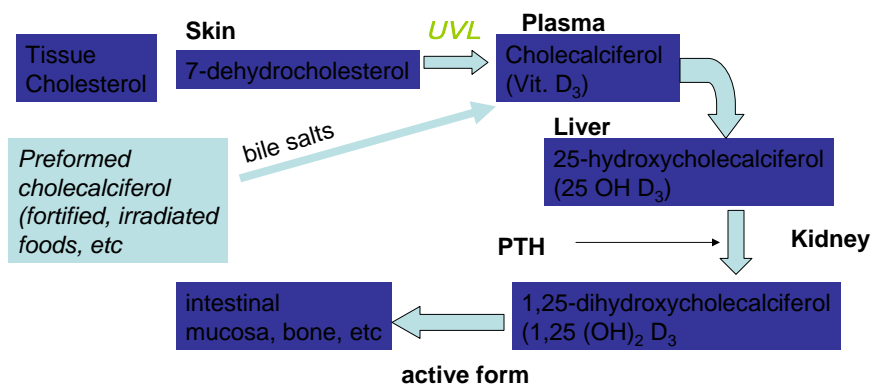 Skin
UVL
Plasma
Tissue
Cholesterol
7-dehydrocholesterol
Cholecalciferol
(Vit. D3)
bile salts
Liver
Preformed
cholecalciferol
(fortified, irradiated
foods, etc
25-hydroxycholecalciferol
(25 OH D3)
PTH
Kidney
intestinal
mucosa, bone, etc
1,25-dihydroxycholecalciferol
(1,25 (OH)2 D3
active form